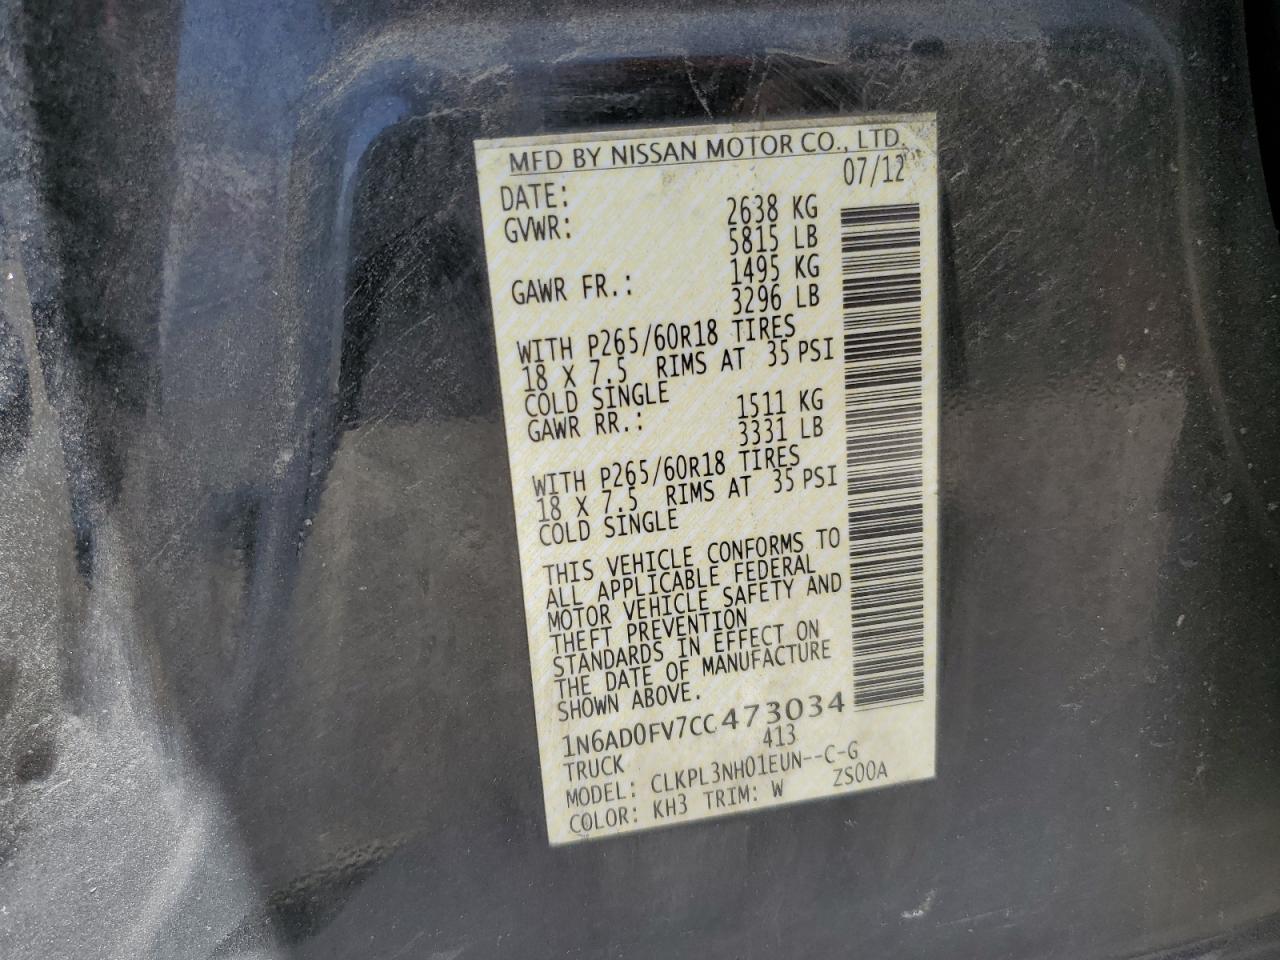 MFD BY NISSAN MOTOR CO., LTD.
DATE: 07/12
GVWR: 2638 KG
5815 LB
GAWR FR.: 1495 KG
3296 LB
WITH P265/60R18 TIRES
18 X 7.5 RIMS AT 35 PSI
COLD SINGLE
GAWR RR.: 1511 KG
3331 LB
WITH P265/60R18 TIRES
18 X 7.5 RIMS AT 35 PSI
COLD SINGLE
THIS VEHICLE CONFORMS TO
ALL APPLICABLE FEDERAL
MOTOR VEHICLE SAFETY AND
THEFT PREVENTION
STANDARDS IN EFFECT ON
THE DATE OF MANUFACTURE
SHOWN ABOVE.
1N6AD0FV7CC473034
TRUCK 413
MODEL: CLKPL3NH01EUN--C-G
COLOR: KH3 TRIM: W ZS00A